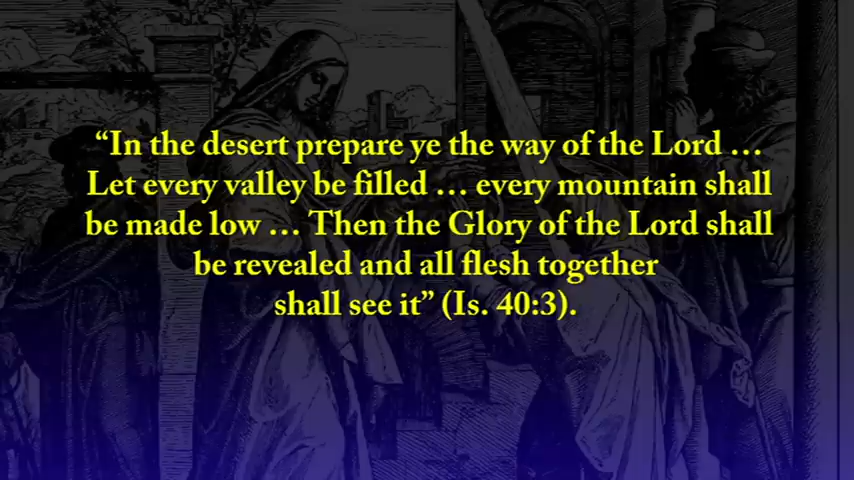 “In the desert prepare ye the way of the Lord …
Let every valley be filled … every mountain shall
be made low … Then the Glory of the Lord shall
be revealed and all flesh together
shall see it” (Is. 40:3).